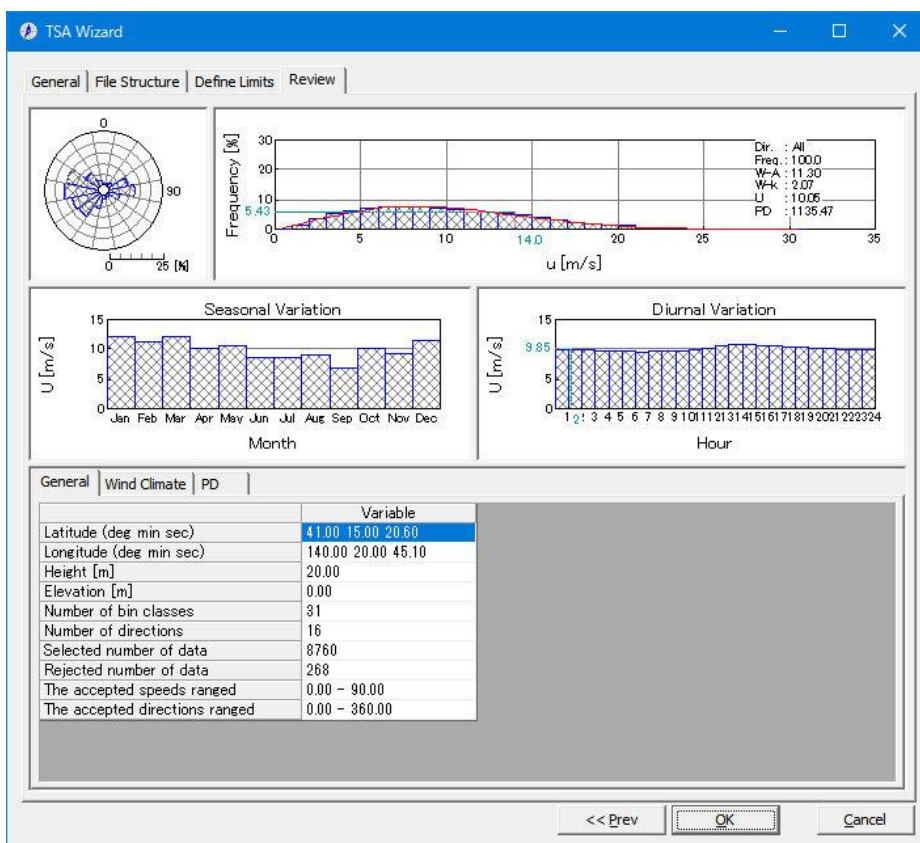 TSA Wizard
General File Structure Define Limits Review
0
90
0 25 [%]
Frequency [%]
30
20
10
0
5.43
5 10 14.0 20 25 30 35
u [m/s]
Dir. : All
Freq.: 100.0
W-A : 11.30
W-k : 2.07
U : 10.05
PD : 1135.47
Seasonal Variation
U [m/s]
15
10
5
0
Jan Feb Mar Apr May Jun Jul Aug Sep Oct Nov Dec
Month
Diurnal Variation
U [m/s]
15
9.85
5
0
1 2 3 4 5 6 7 8 9 10 11 12 13 14 15 16 17 18 19 20 21 22 23 24
Hour
General Wind Climate PD
Variable
Latitude (deg min sec) 41.00 15.00 20.60
Longitude (deg min sec) 140.00 20.00 45.10
Height [m] 20.00
Elevation [m] 0.00
Number of bin classes 31
Number of directions 16
Selected number of data 8760
Rejected number of data 268
The accepted speeds ranged 0.00 - 90.00
The accepted directions ranged 0.00 - 360.00
<< Prev OK Cancel